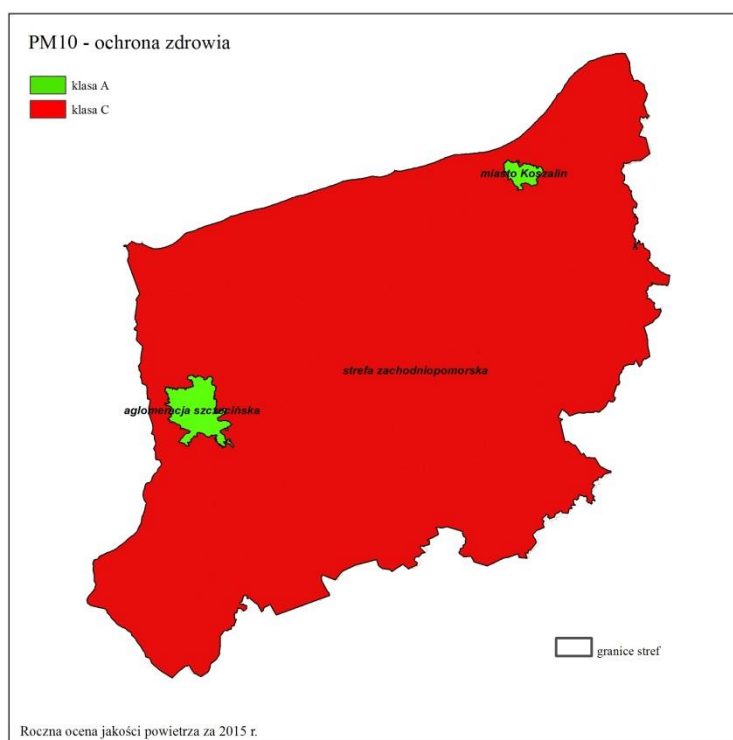 PM10 - ochrona zdrowia
klasa A
klasa C
miasto Koszalin
strefa zachodniopomorska
aglomeracja szczecińska
granice stref
Roczna ocena jakości powietrza za 2015 r.